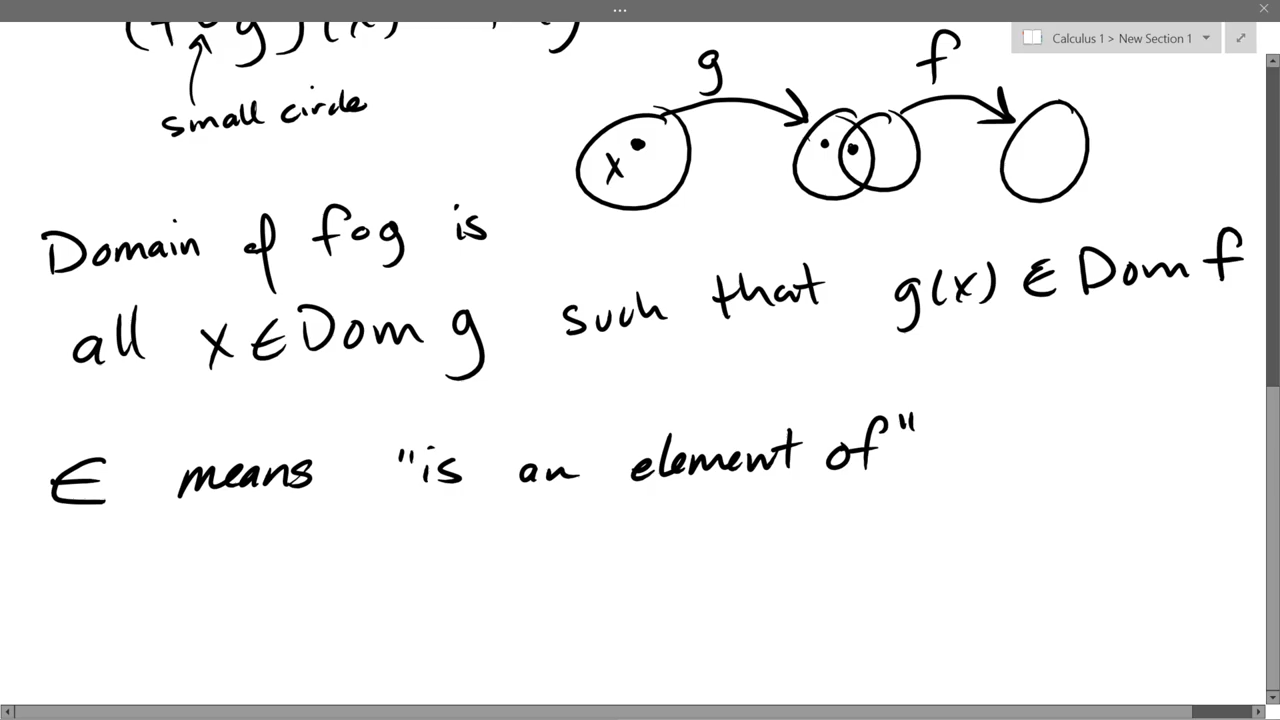 Calculus 1 > New Section 1
(f o g)(x)
small circle
g f
x
Domain of fog is
all x ∈ Dom g such that g(x) ∈ Dom f
∈ means "is an element of"